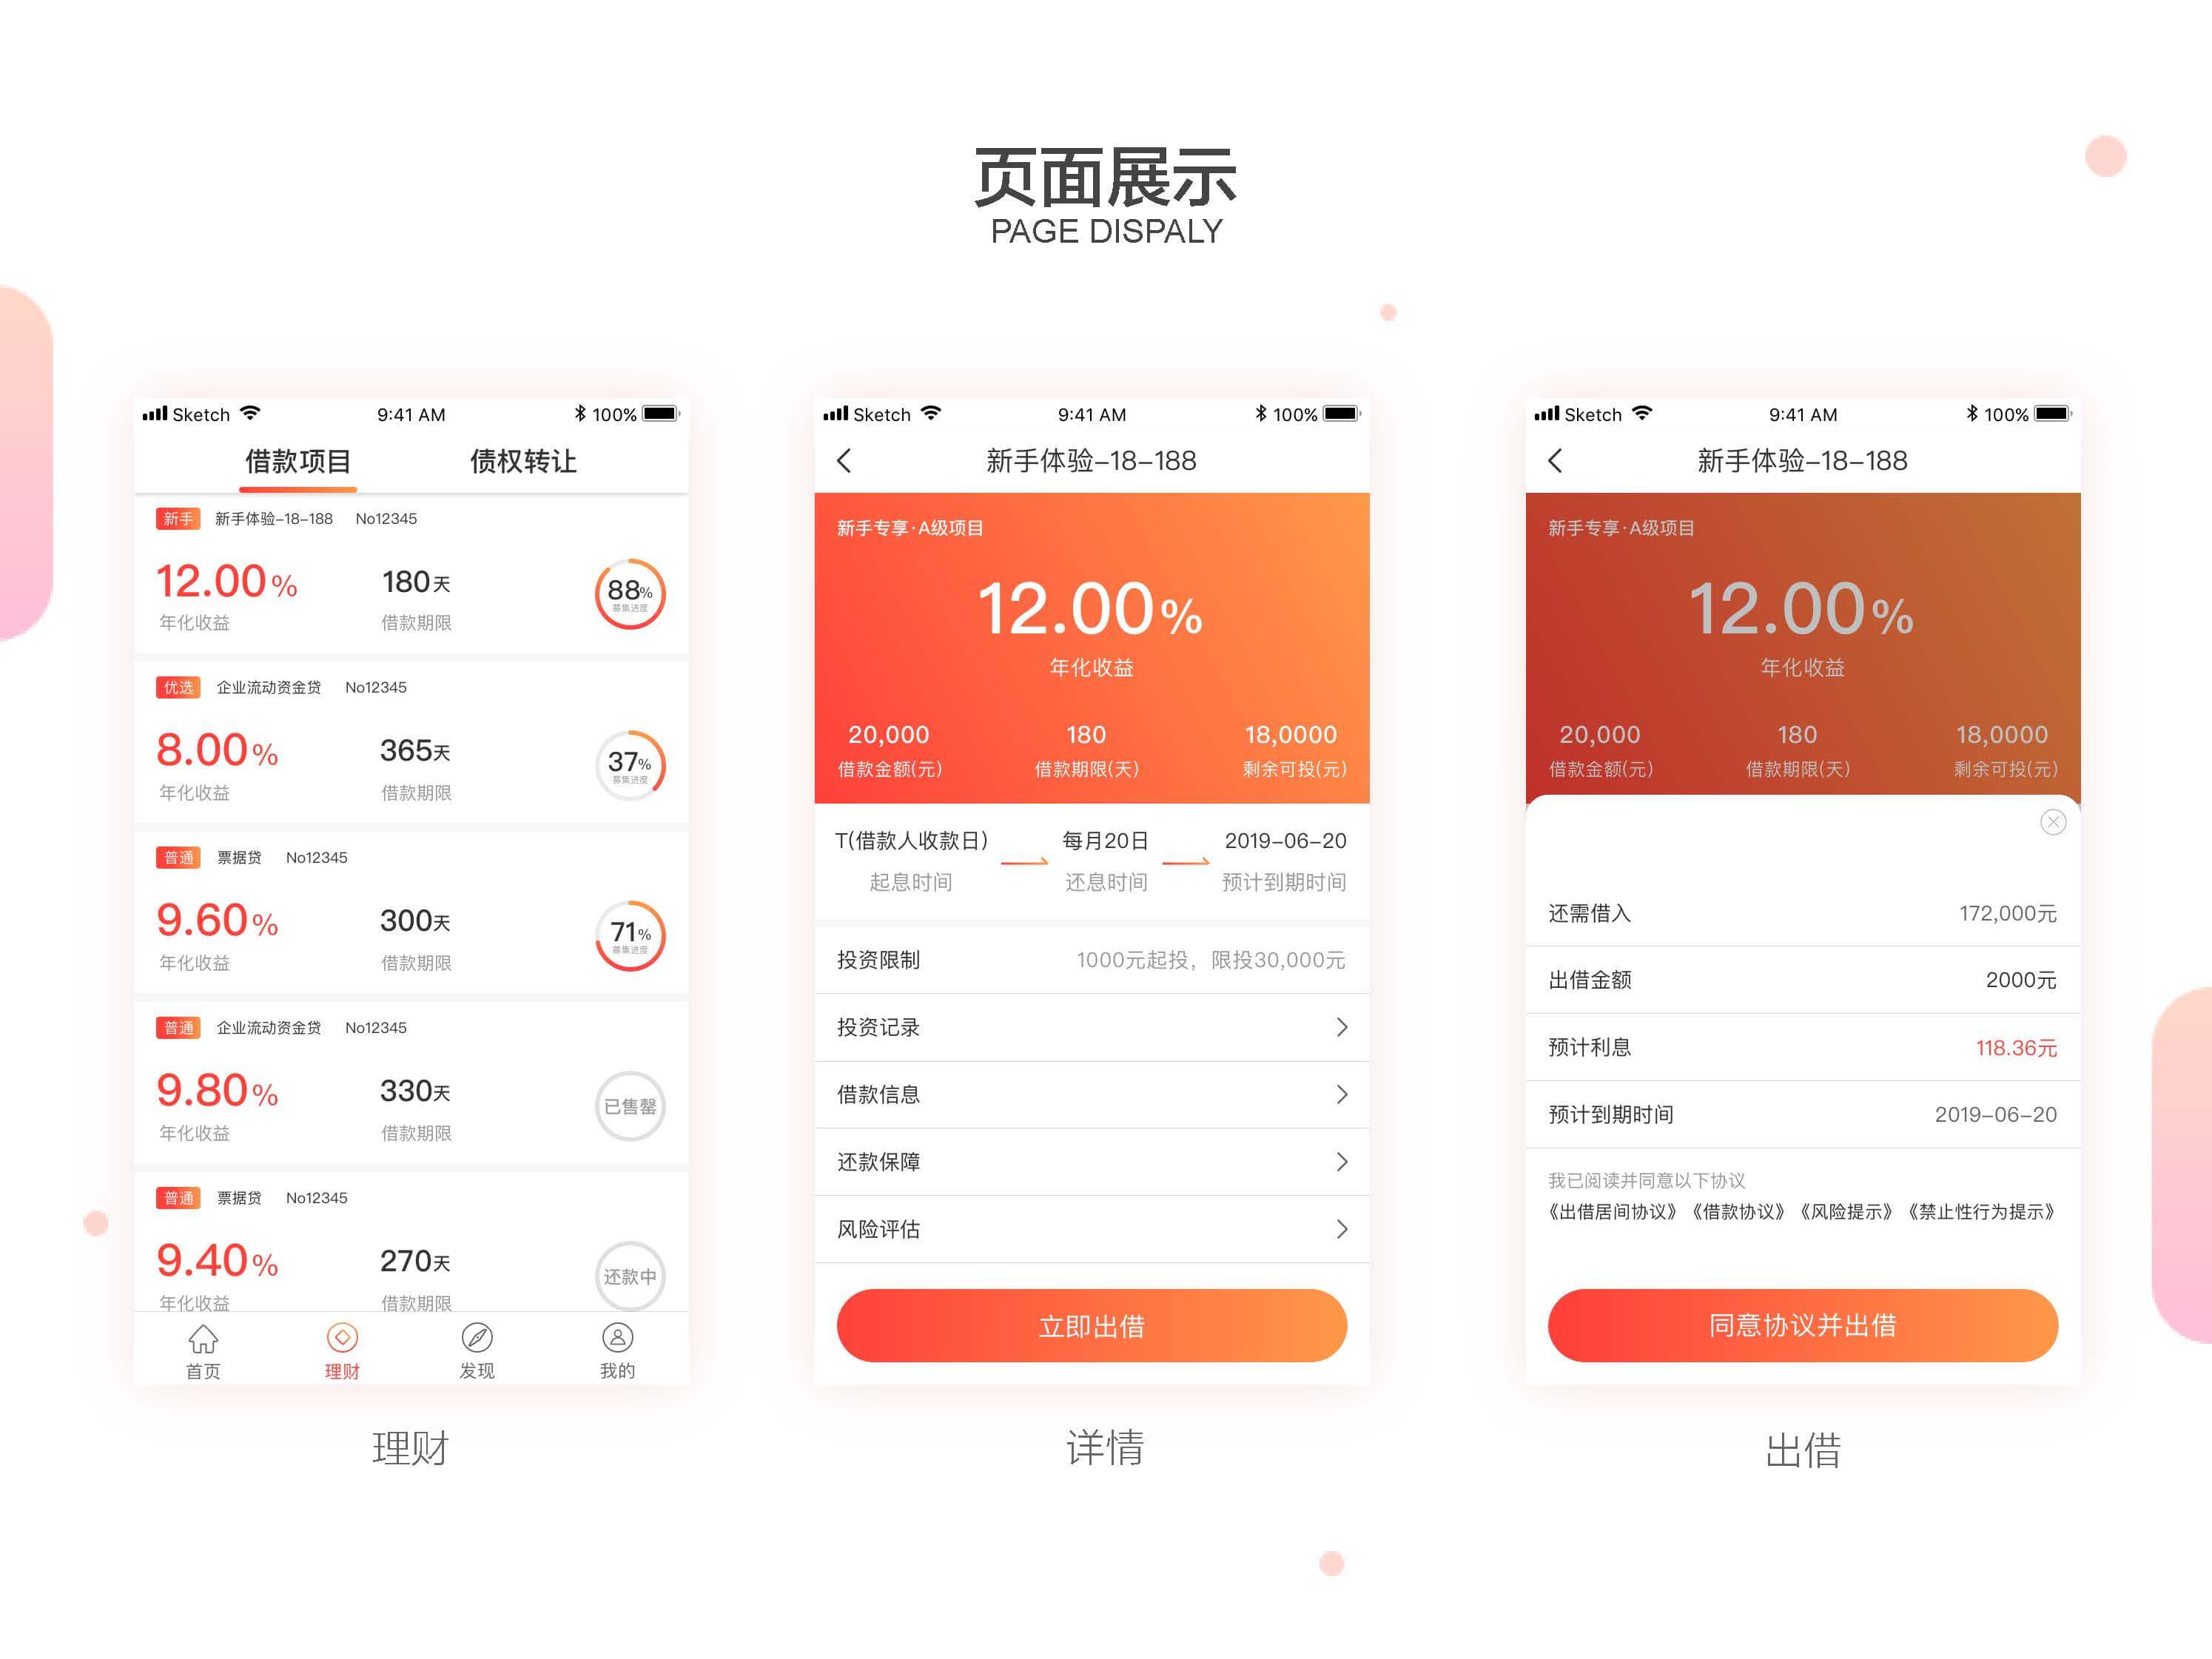 页面展示
PAGE DISPALY
Sketch 9:41 AM 100%
借款项目 债权转让
新手 新手体验-18-188 No12345
12.00% 180天 88%
年化收益 借款期限 募集进度
优选 企业流动资金贷 No12345
8.00% 365天 37%
年化收益 借款期限 募集进度
普通 票据贷 No12345
9.60% 300天 71%
年化收益 借款期限 募集进度
普通 企业流动资金贷 No12345
9.80% 330天 已售罄
年化收益 借款期限
普通 票据贷 No12345
9.40% 270天 还款中
年化收益 借款期限
首页 理财 发现 我的
理财
Sketch 9:41 AM 100%
新手体验-18-188
新手专享·A级项目
12.00%
年化收益
20,000 180 18,0000
借款金额(元) 借款期限(天) 剩余可投(元)
T(借款人收款日) 每月20日 2019-06-20
起息时间 还息时间 预计到期时间
投资限制 1000元起投，限投30,000元
投资记录
借款信息
还款保障
风险评估
立即出借
详情
Sketch 9:41 AM 100%
新手体验-18-188
新手专享·A级项目
12.00%
年化收益
20,000 180 18,0000
借款金额(元) 借款期限(天) 剩余可投(元)
还需借入 172,000元
出借金额 2000元
预计利息 118.36元
预计到期时间 2019-06-20
我已阅读并同意以下协议
《出借居间协议》《借款协议》《风险提示》《禁止性行为提示》
同意协议并出借
出借